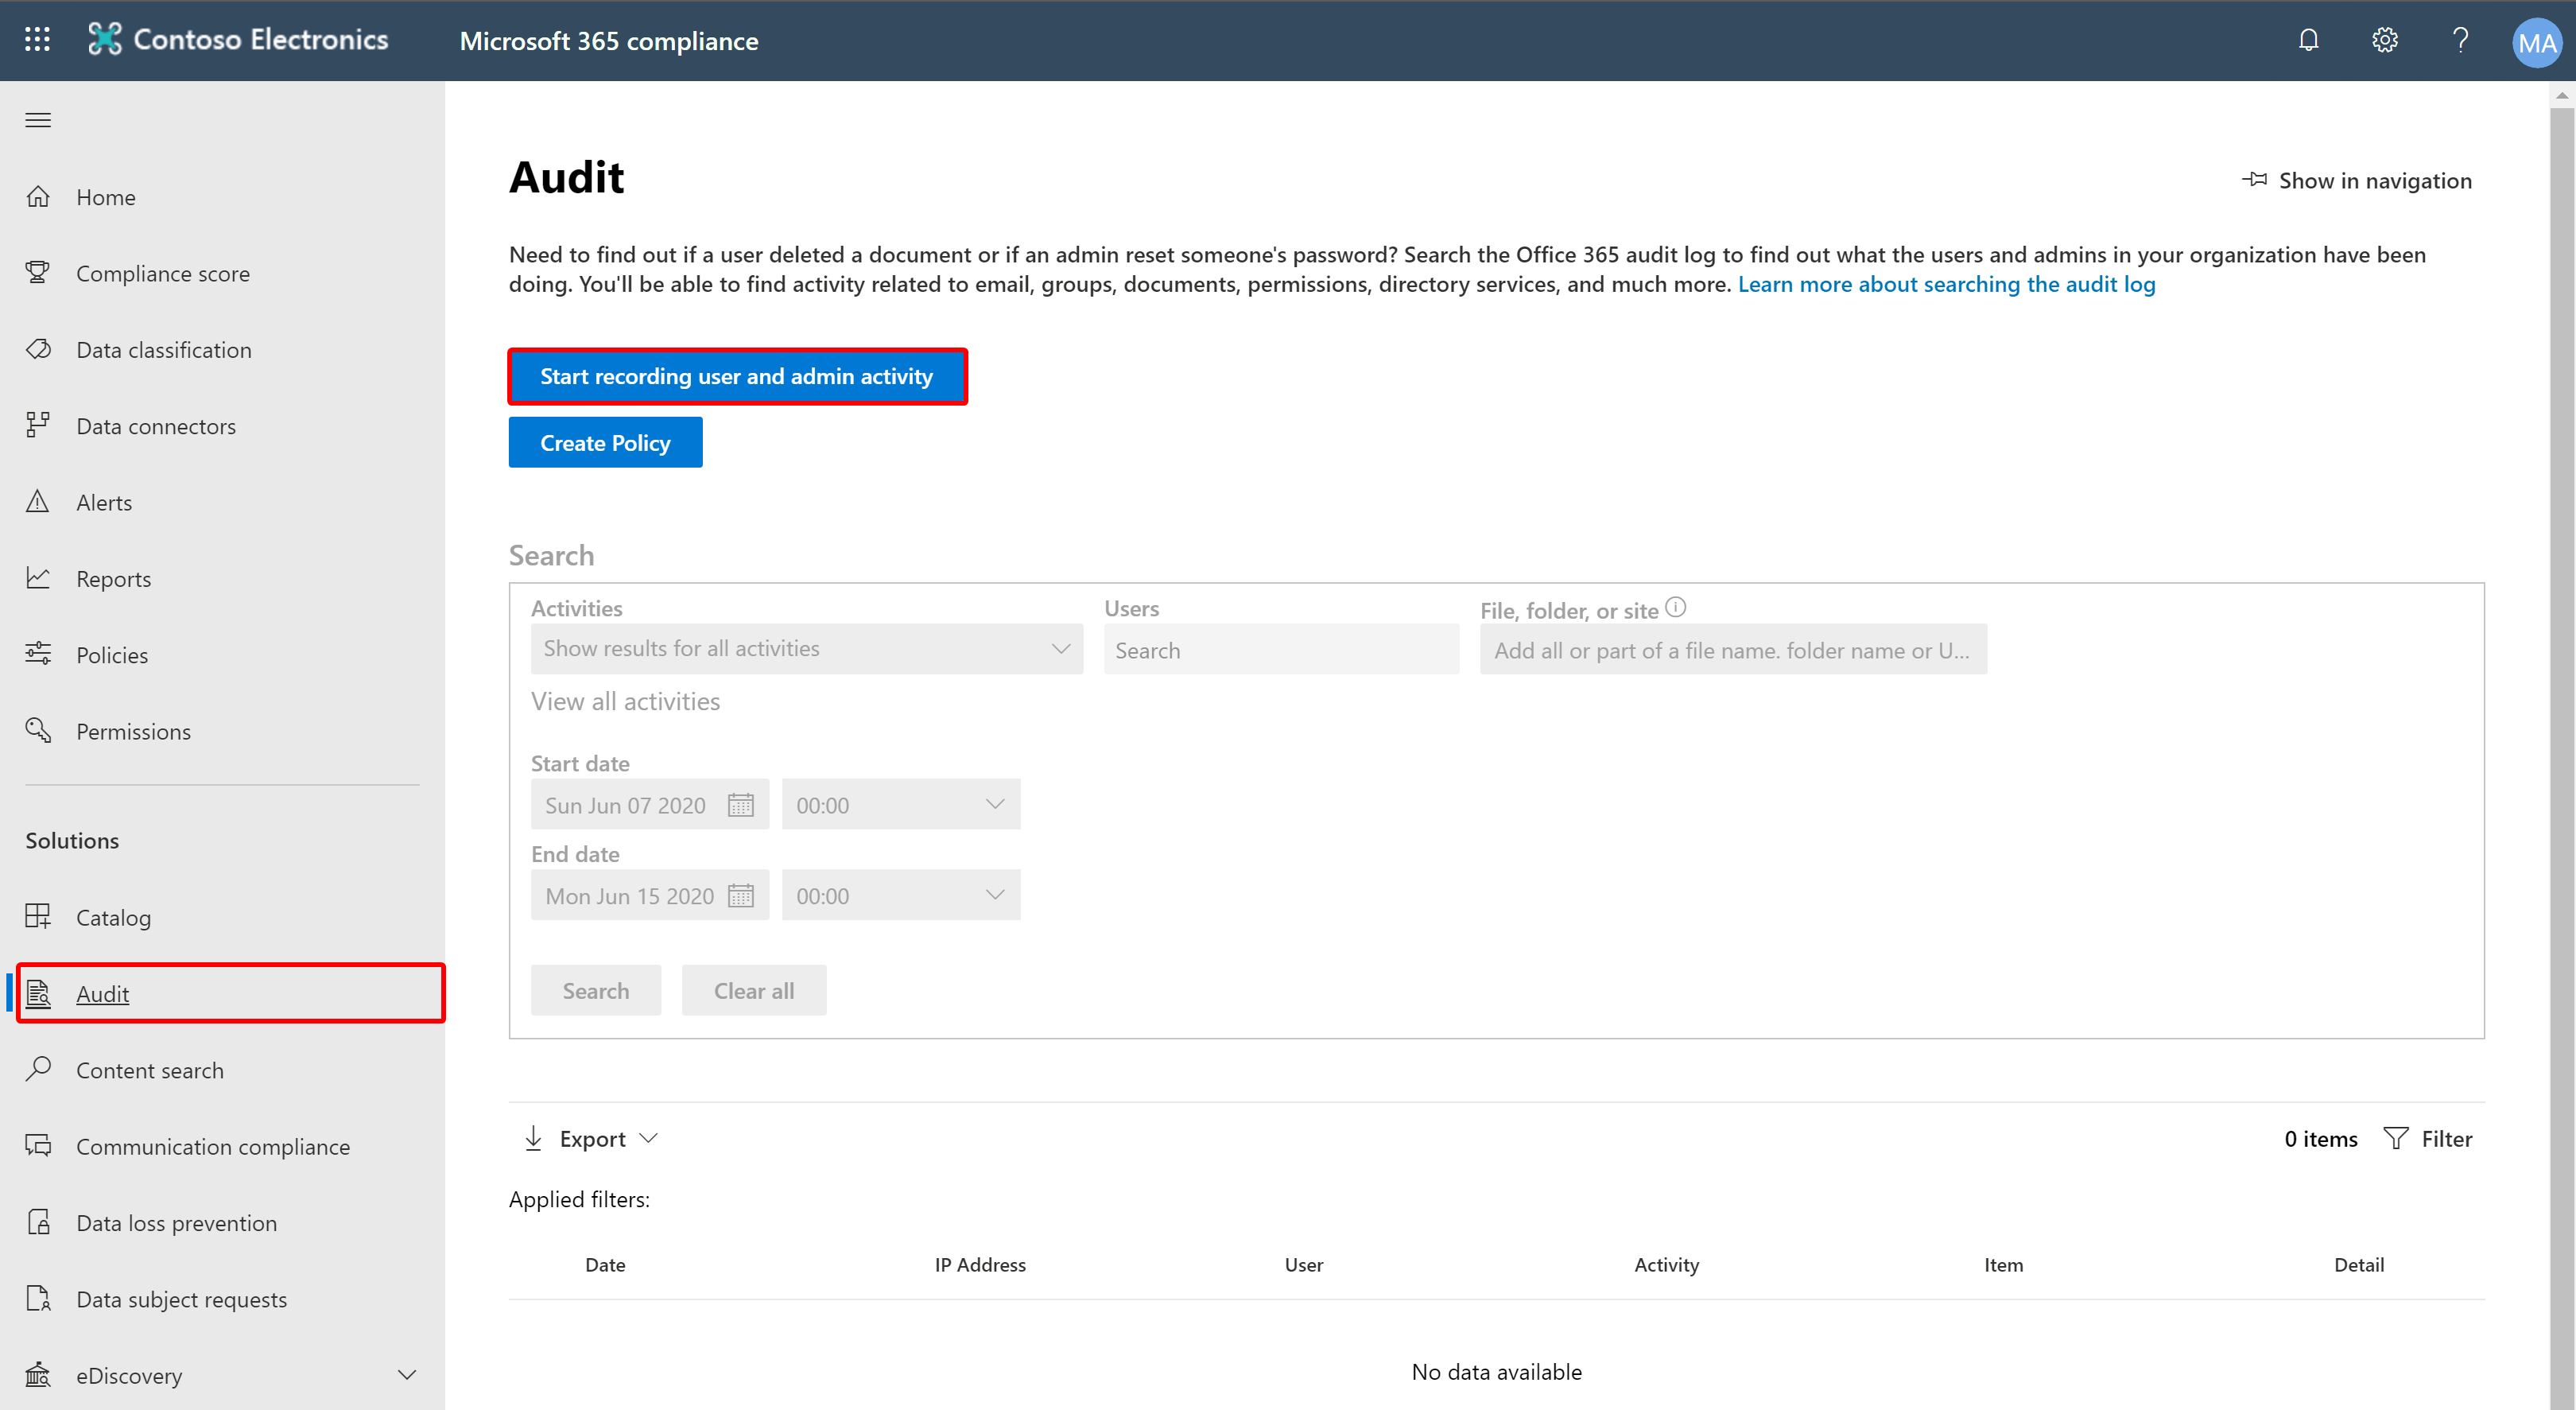 Contoso Electronics
Microsoft 365 compliance
MA
Home
Compliance score
Data classification
Data connectors
Alerts
Reports
Policies
Permissions
Solutions
Catalog
Audit
Content search
Communication compliance
Data loss prevention
Data subject requests
eDiscovery
Audit
Show in navigation
Need to find out if a user deleted a document or if an admin reset someone's password? Search the Office 365 audit log to find out what the users and admins in your organization have been
doing. You'll be able to find activity related to email, groups, documents, permissions, directory services, and much more. Learn more about searching the audit log
Start recording user and admin activity
Create Policy
Search
Activities
Users
File, folder, or site
Show results for all activities
Search
Add all or part of a file name. folder name or U...
View all activities
Start date
Sun Jun 07 2020
00:00
End date
Mon Jun 15 2020
00:00
Search
Clear all
Export
0 items
Filter
Applied filters:
Date
IP Address
User
Activity
Item
Detail
No data available